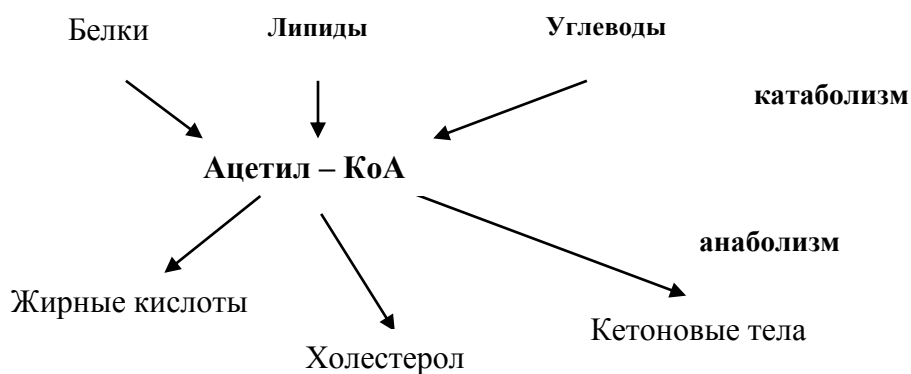 Белки Липиды Углеводы
катаболизм
Ацетил – КоА
анаболизм
Жирные кислоты
Кетоновые тела
Холестерол